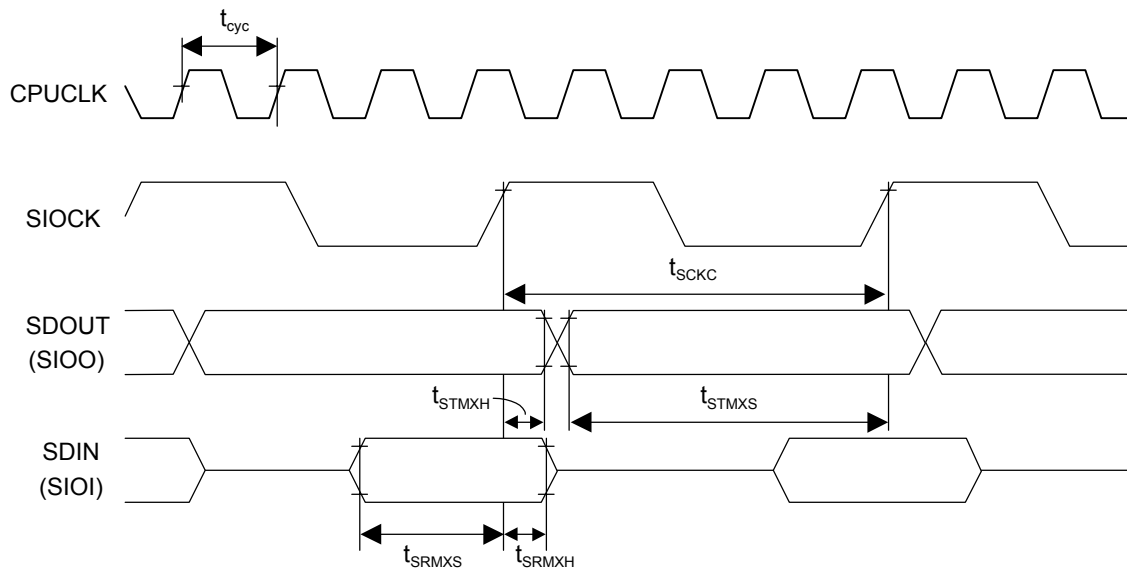 tcyc
CPUCLK
SIOCK
tSCKC
SDOUT
(SIOO)
tSTMXH
tSTMXS
SDIN
(SIOI)
tSRMXS
tSRMXH